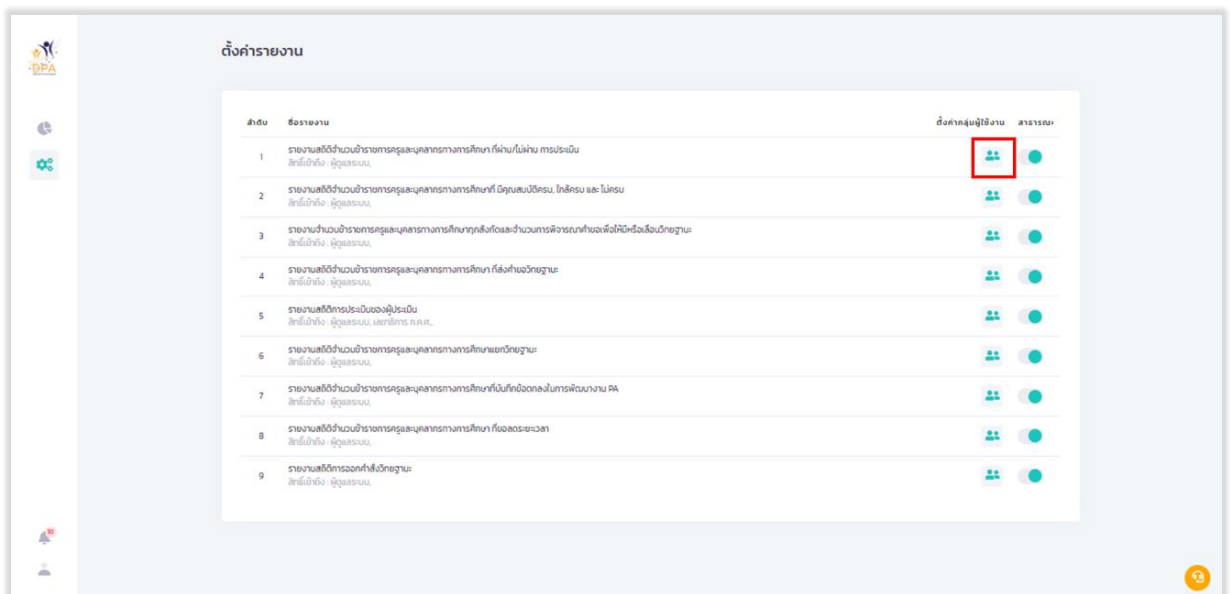 DPA
ตั้งค่ารายงาน
ลำดับ ชื่อรายงาน ตั้งค่ากลุ่มผู้ใช้งาน สาธารณะ
1 รายงานสถิติจำนวนข้าราชการครูและบุคลากรทางการศึกษา ที่ผ่าน/ไม่ผ่าน การประเมิน
สิทธิ์เข้าถึง : ผู้ดูแลระบบ,
2 รายงานสถิติจำนวนข้าราชการครูและบุคลากรทางการศึกษาที่ มีคุณสมบัติครบ, ใกล้ครบ และ ไม่ครบ
สิทธิ์เข้าถึง : ผู้ดูแลระบบ,
3 รายงานจำนวนข้าราชการครูและบุคลารทางการศึกษาทุกสังกัดและจำนวนการพิจารณาคำขอเพื่อให้มีหรือเลื่อนวิทยฐานะ
สิทธิ์เข้าถึง : ผู้ดูแลระบบ,
4 รายงานสถิติจำนวนข้าราชการครูและบุคลากรทางการศึกษา ที่ส่งคำขอวิทยฐานะ
สิทธิ์เข้าถึง : ผู้ดูแลระบบ,
5 รายงานสถิติการประเมินของผู้ประเมิน
สิทธิ์เข้าถึง : ผู้ดูแลระบบ, เลขาธิการ ก.ค.ศ.,
6 รายงานสถิติจำนวนข้าราชการครูและบุคลากรทางการศึกษาแยกวิทยฐานะ
สิทธิ์เข้าถึง : ผู้ดูแลระบบ,
7 รายงานสถิติจำนวนข้าราชการครูและบุคลากรทางการศึกษาที่บันทึกข้อตกลงในการพัฒนางาน PA
สิทธิ์เข้าถึง : ผู้ดูแลระบบ,
8 รายงานสถิติจำนวนข้าราชการครูและบุคลากรทางการศึกษา ที่ขอลดระยะเวลา
สิทธิ์เข้าถึง : ผู้ดูแลระบบ,
9 รายงานสถิติการออกคำสั่งวิทยฐานะ
สิทธิ์เข้าถึง : ผู้ดูแลระบบ,
10